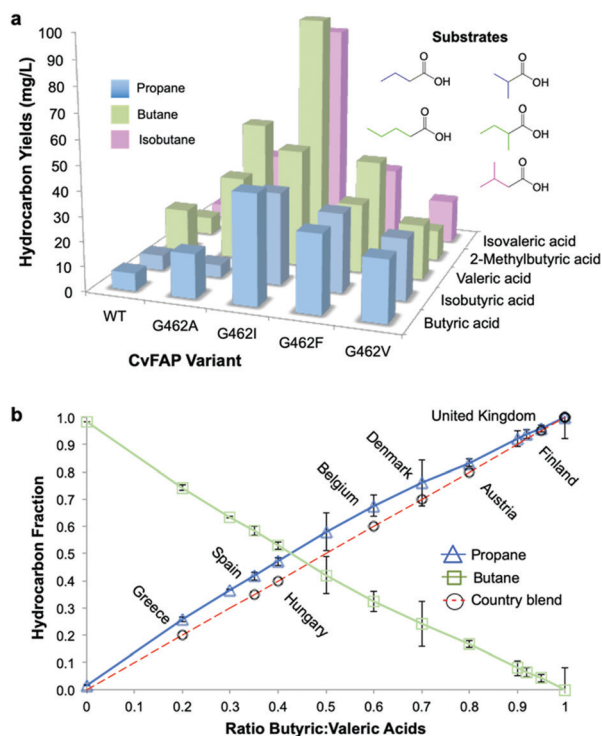 a
Hydrocarbon Yields (mg/L)
100
90
80
70
60
50
40
30
20
10
0
Propane
Butane
Isobutane
Substrates
O
OH
O
OH
O
OH
O
OH
O
OH
WT
G462A
G462I
G462F
G462V
Isovaleric acid
2-Methylbutyric acid
Valeric acid
Isobutyric acid
Butyric acid
CvFAP Variant
b
Hydrocarbon Fraction
1.0
0.9
0.8
0.7
0.6
0.5
0.4
0.3
0.2
0.1
0.0
Greece
Spain
Hungary
Belgium
Denmark
Austria
United Kingdom
Finland
Propane
Butane
Country blend
0 0.1 0.2 0.3 0.4 0.5 0.6 0.7 0.8 0.9 1
Ratio Butyric:Valeric Acids